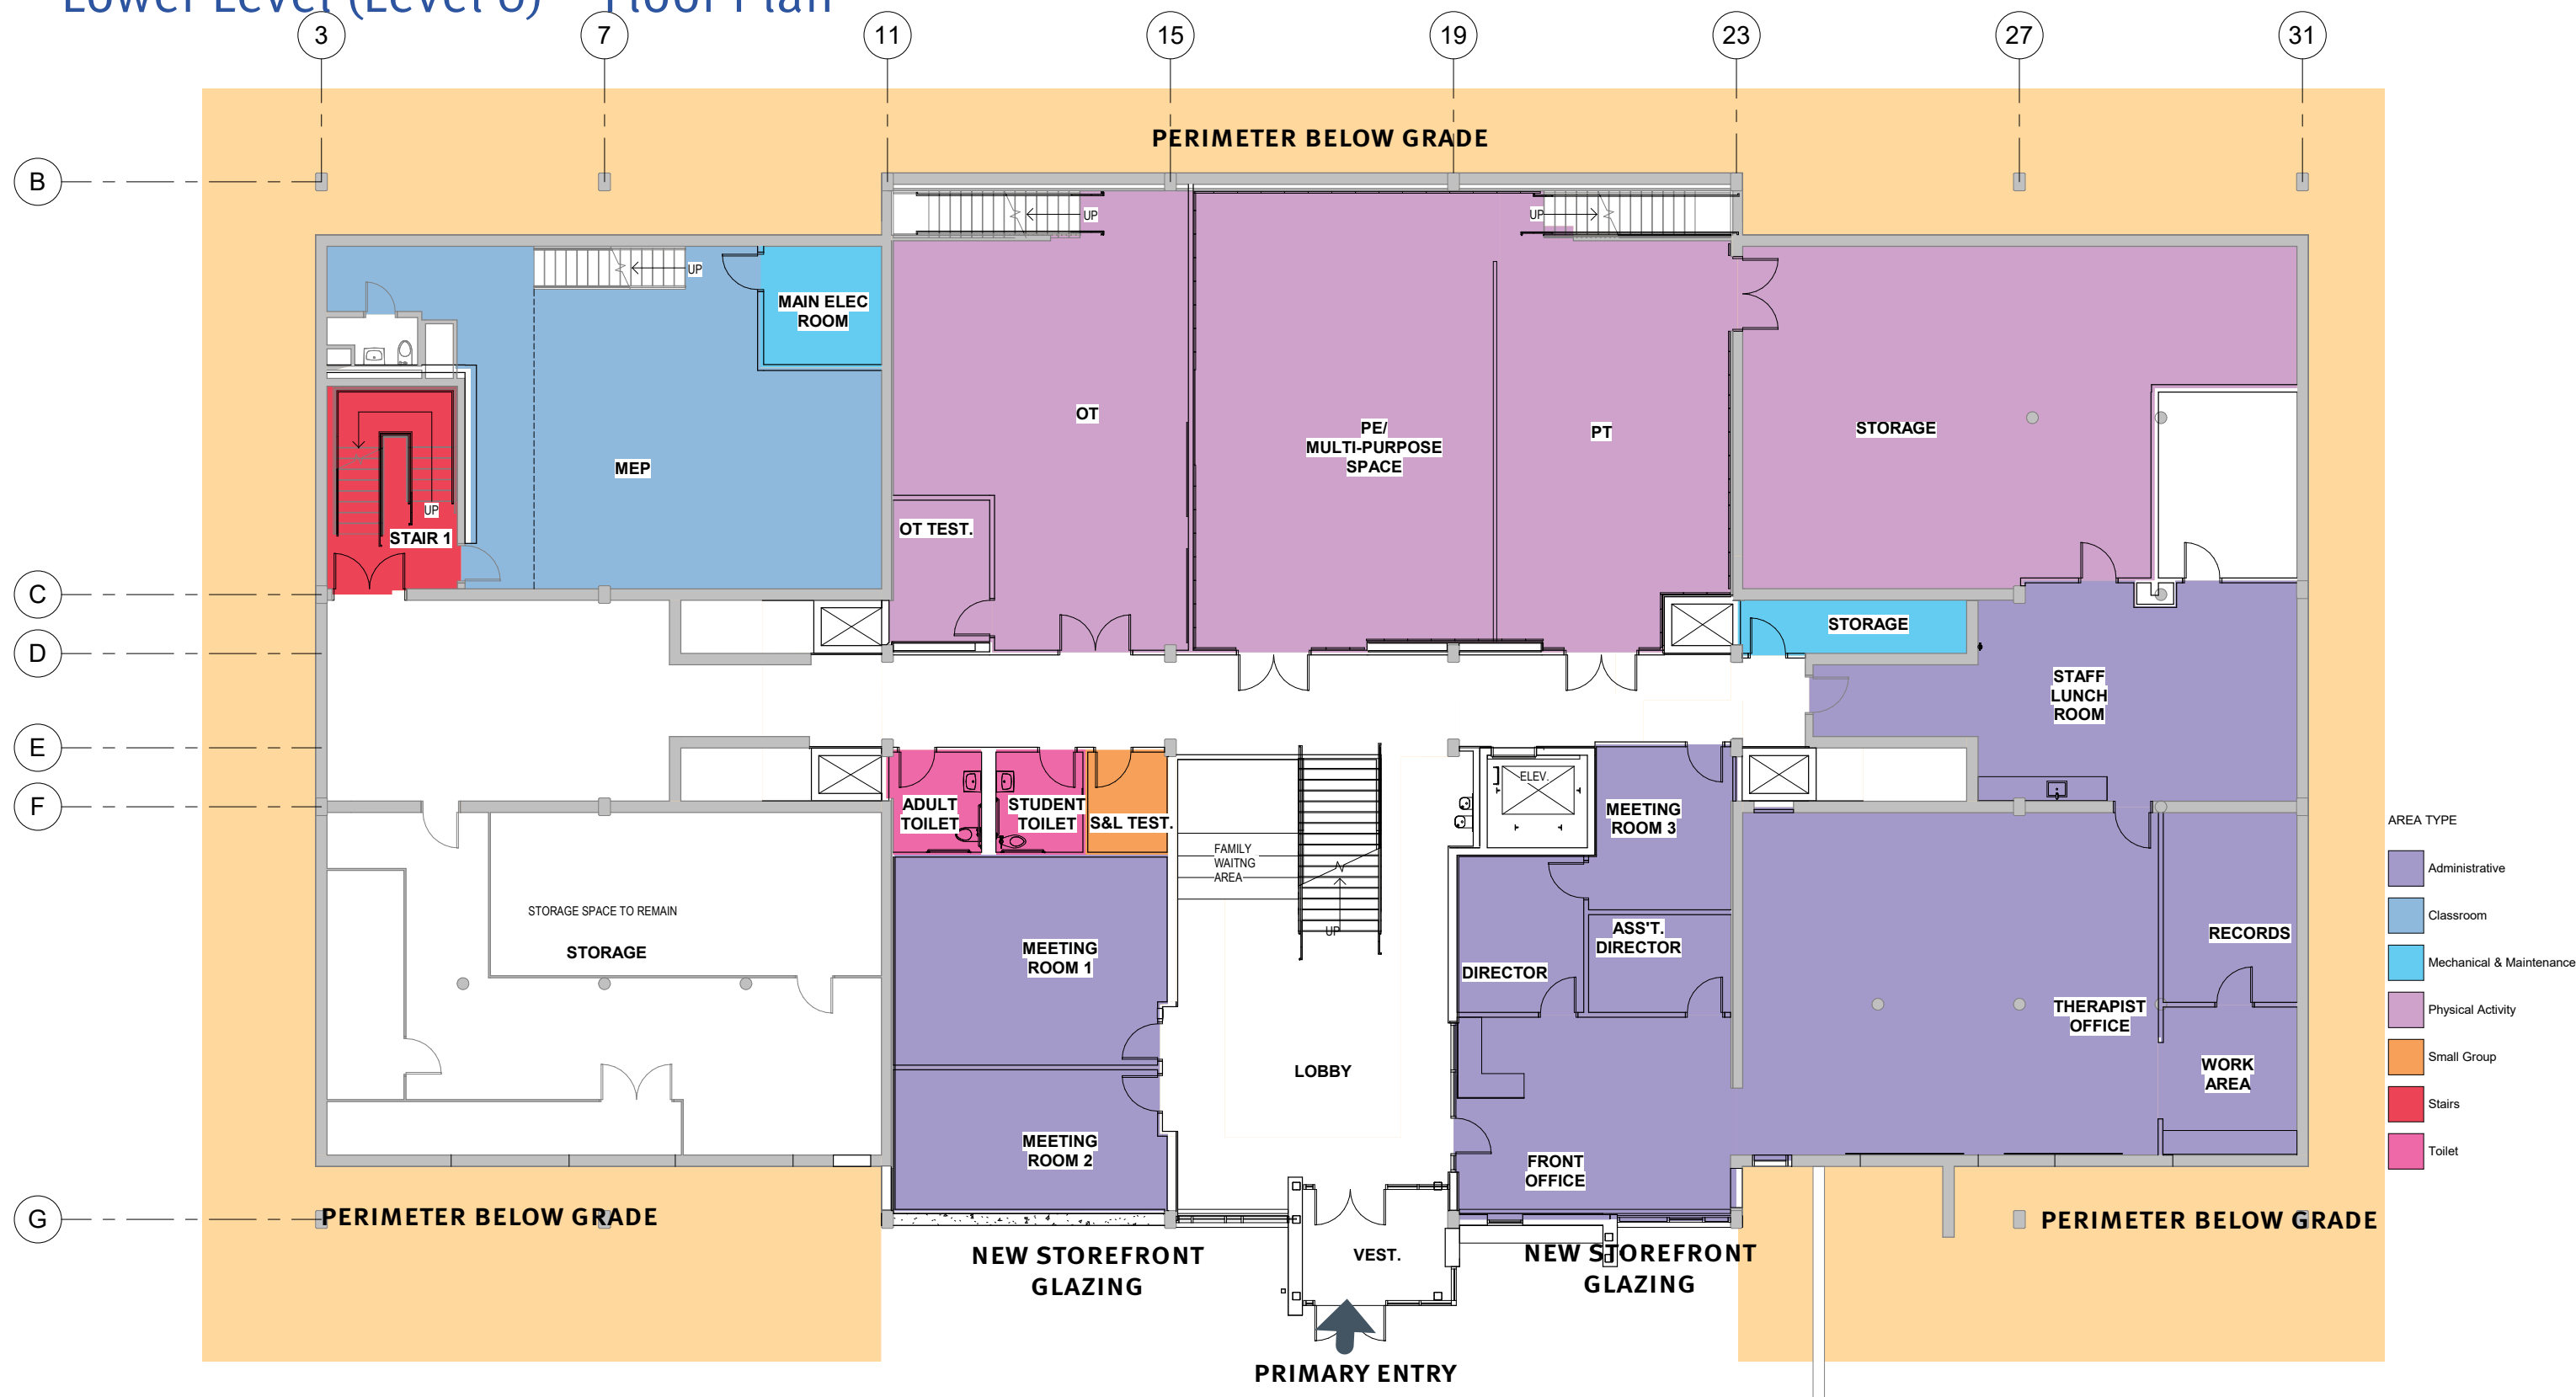 Lower Level (Level 0) – Floor Plan
3
7
11
15
19
23
27
31
PERIMETER BELOW GRADE
B
UP
UP
UP
MAIN ELEC
ROOM
OT
PE/
MULTI-PURPOSE
SPACE
PT
STORAGE
MEP
UP
STAIR 1
OT TEST.
C
STORAGE
D
STAFF
LUNCH
ROOM
E
ELEV.
F
ADULT
TOILET
STUDENT
TOILET
S&L TEST.
MEETING
ROOM 3
FAMILY
WAITNG
AREA
UP
STORAGE SPACE TO REMAIN
STORAGE
MEETING
ROOM 1
DIRECTOR
ASS'T.
DIRECTOR
RECORDS
THERAPIST
OFFICE
LOBBY
WORK
AREA
MEETING
ROOM 2
FRONT
OFFICE
AREA TYPE
Administrative
Classroom
Mechanical & Maintenance
Physical Activity
Small Group
Stairs
Toilet
G
PERIMETER BELOW GRADE
PERIMETER BELOW GRADE
NEW STOREFRONT
GLAZING
VEST.
NEW STOREFRONT
GLAZING
PRIMARY ENTRY